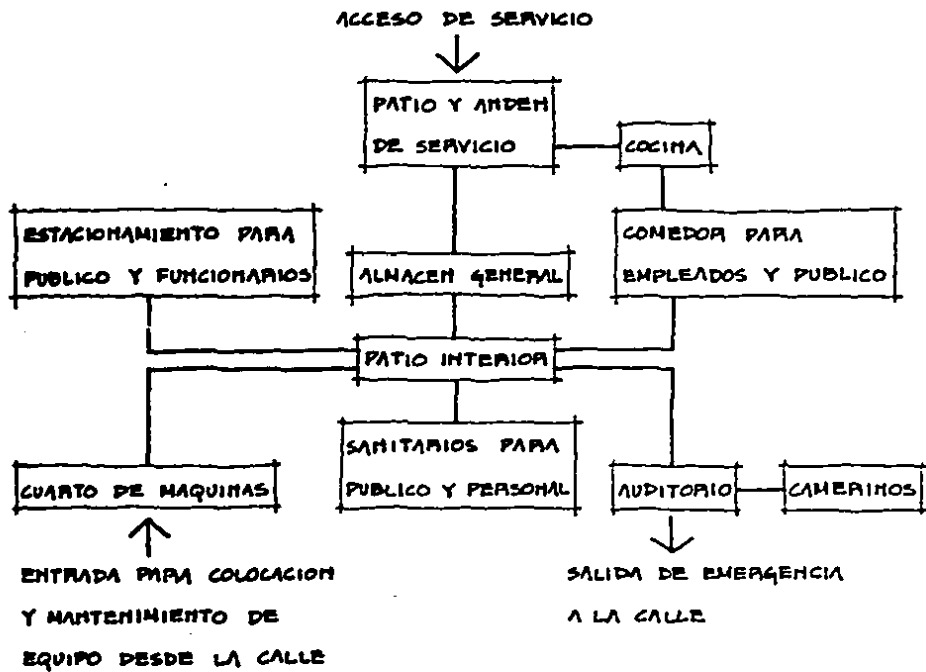 ACCESO DE SERVICIO
PATIO Y ANDEN
DE SERVICIO
COCINA
ESTACIONAMIENTO PARA
PUBLICO Y FUNCIONARIOS
ALMACEN GENERAL
COMEDOR PARA
EMPLEADOS Y PUBLICO
PATIO INTERIOR
CUARTO DE MAQUINAS
SANITARIOS PARA
PUBLICO Y PERSONAL
AUDITORIO
CAMERINOS
ENTRADA PARA COLOCACION
Y MANTENIMIENTO DE
EQUIPO DESDE LA CALLE
SALIDA DE EMERGENCIA
A LA CALLE